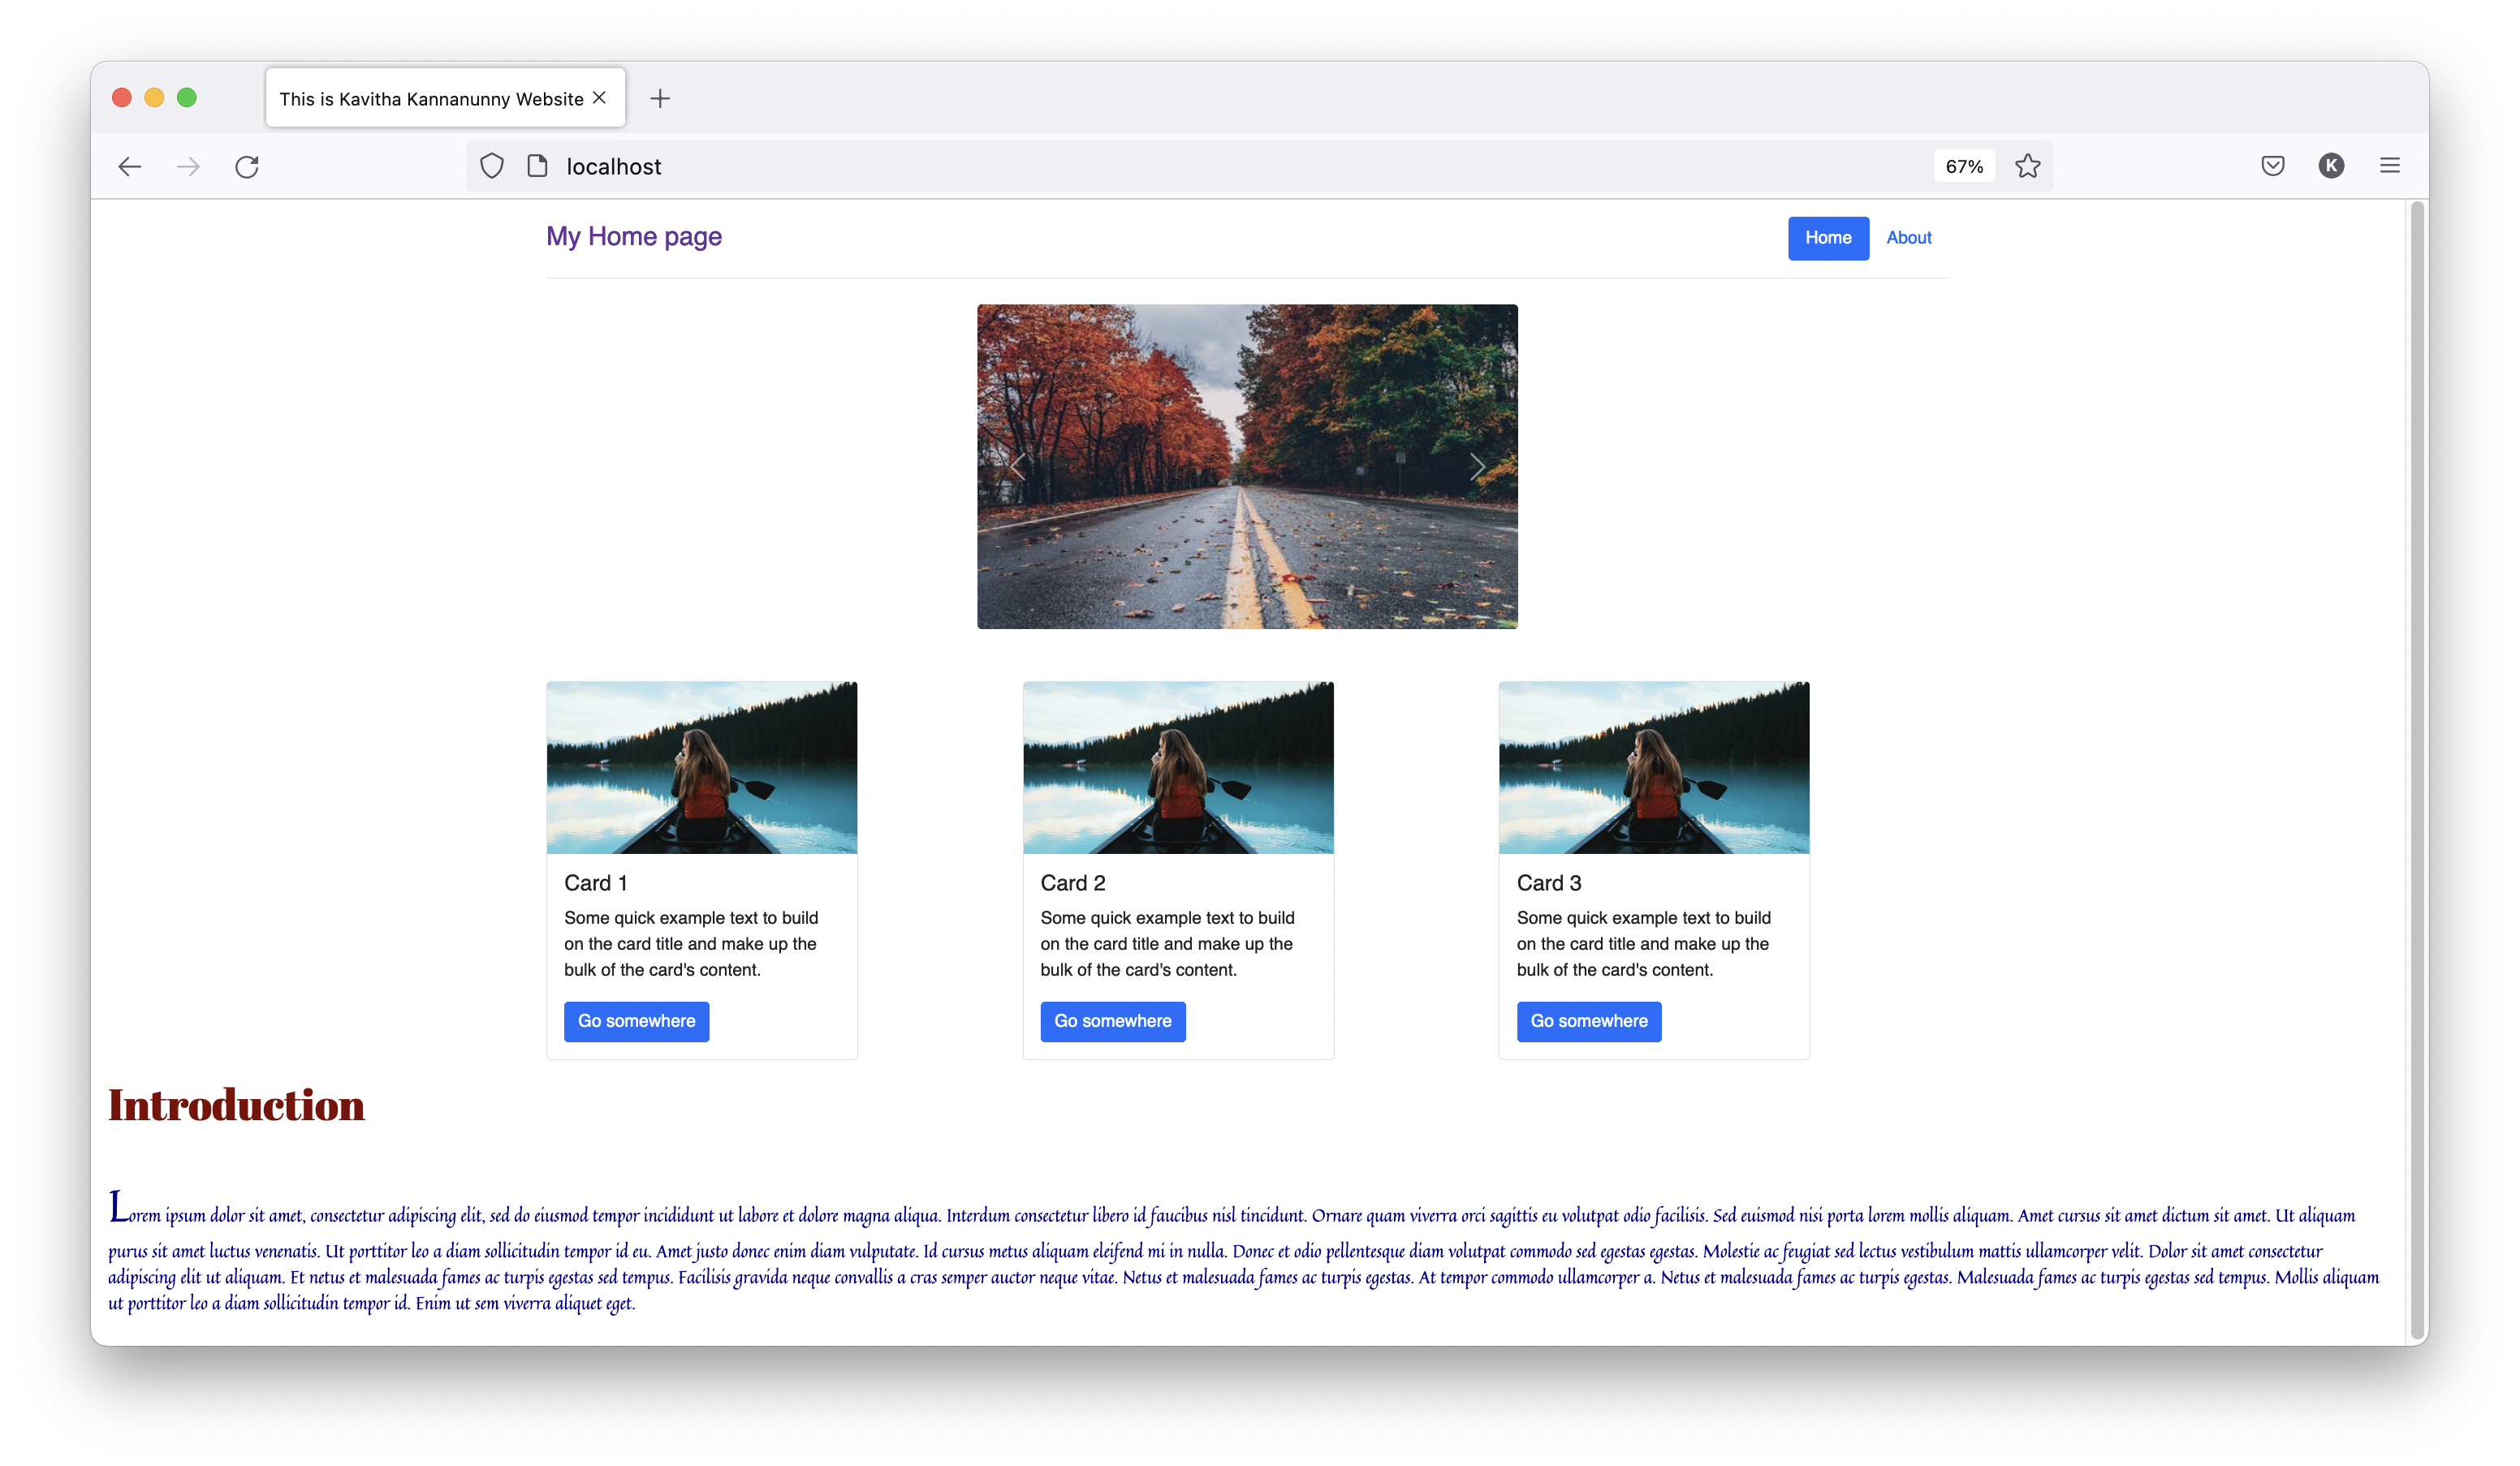 This is Kavitha Kannanunny Website
localhost
67%
K
My Home page
Home
About
Card 1
Some quick example text to build
on the card title and make up the
bulk of the card's content.
Go somewhere
Card 2
Some quick example text to build
on the card title and make up the
bulk of the card's content.
Go somewhere
Card 3
Some quick example text to build
on the card title and make up the
bulk of the card's content.
Go somewhere
Introduction
Lorem ipsum dolor sit amet, consectetur adipiscing elit, sed do eiusmod tempor incididunt ut labore et dolore magna aliqua. Interdum consectetur libero id faucibus nisl tincidunt. Ornare quam viverra orci sagittis eu volutpat odio facilisis. Sed euismod nisi porta lorem mollis aliquam. Amet cursus sit amet dictum sit amet. Ut aliquam
purus sit amet luctus venenatis. Ut porttitor leo a diam sollicitudin tempor id eu. Amet justo donec enim diam vulputate. Id cursus metus aliquam eleifend mi in nulla. Donec et odio pellentesque diam volutpat commodo sed egestas egestas. Molestie ac feugiat sed lectus vestibulum mattis ullamcorper velit. Dolor sit amet consectetur
adipiscing elit ut aliquam. Et netus et malesuada fames ac turpis egestas sed tempus. Facilisis gravida neque convallis a cras semper auctor neque vitae. Netus et malesuada fames ac turpis egestas. At tempor commodo ullamcorper a. Netus et malesuada fames ac turpis egestas. Malesuada fames ac turpis egestas sed tempus. Mollis aliquam
ut porttitor leo a diam sollicitudin tempor id. Enim ut sem viverra aliquet eget.